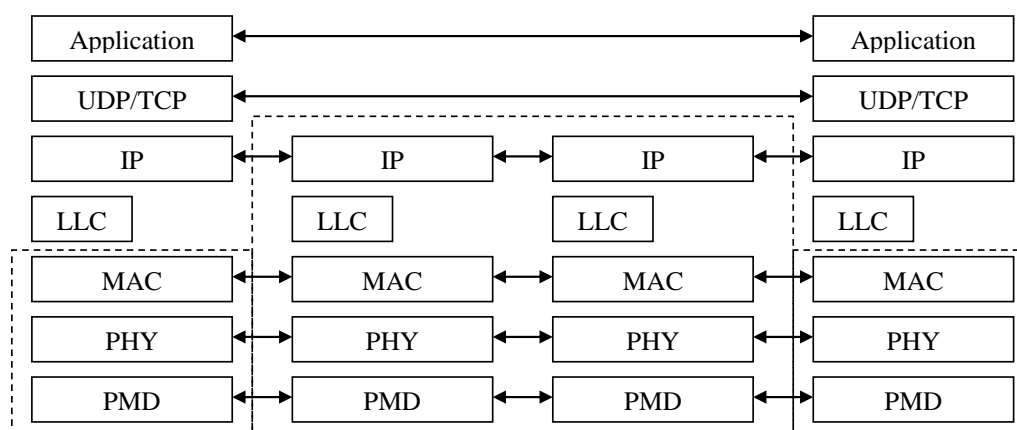 Application Application
UDP/TCP UDP/TCP
IP IP IP IP
LLC LLC LLC LLC
MAC MAC MAC MAC
PHY PHY PHY PHY
PMD PMD PMD PMD